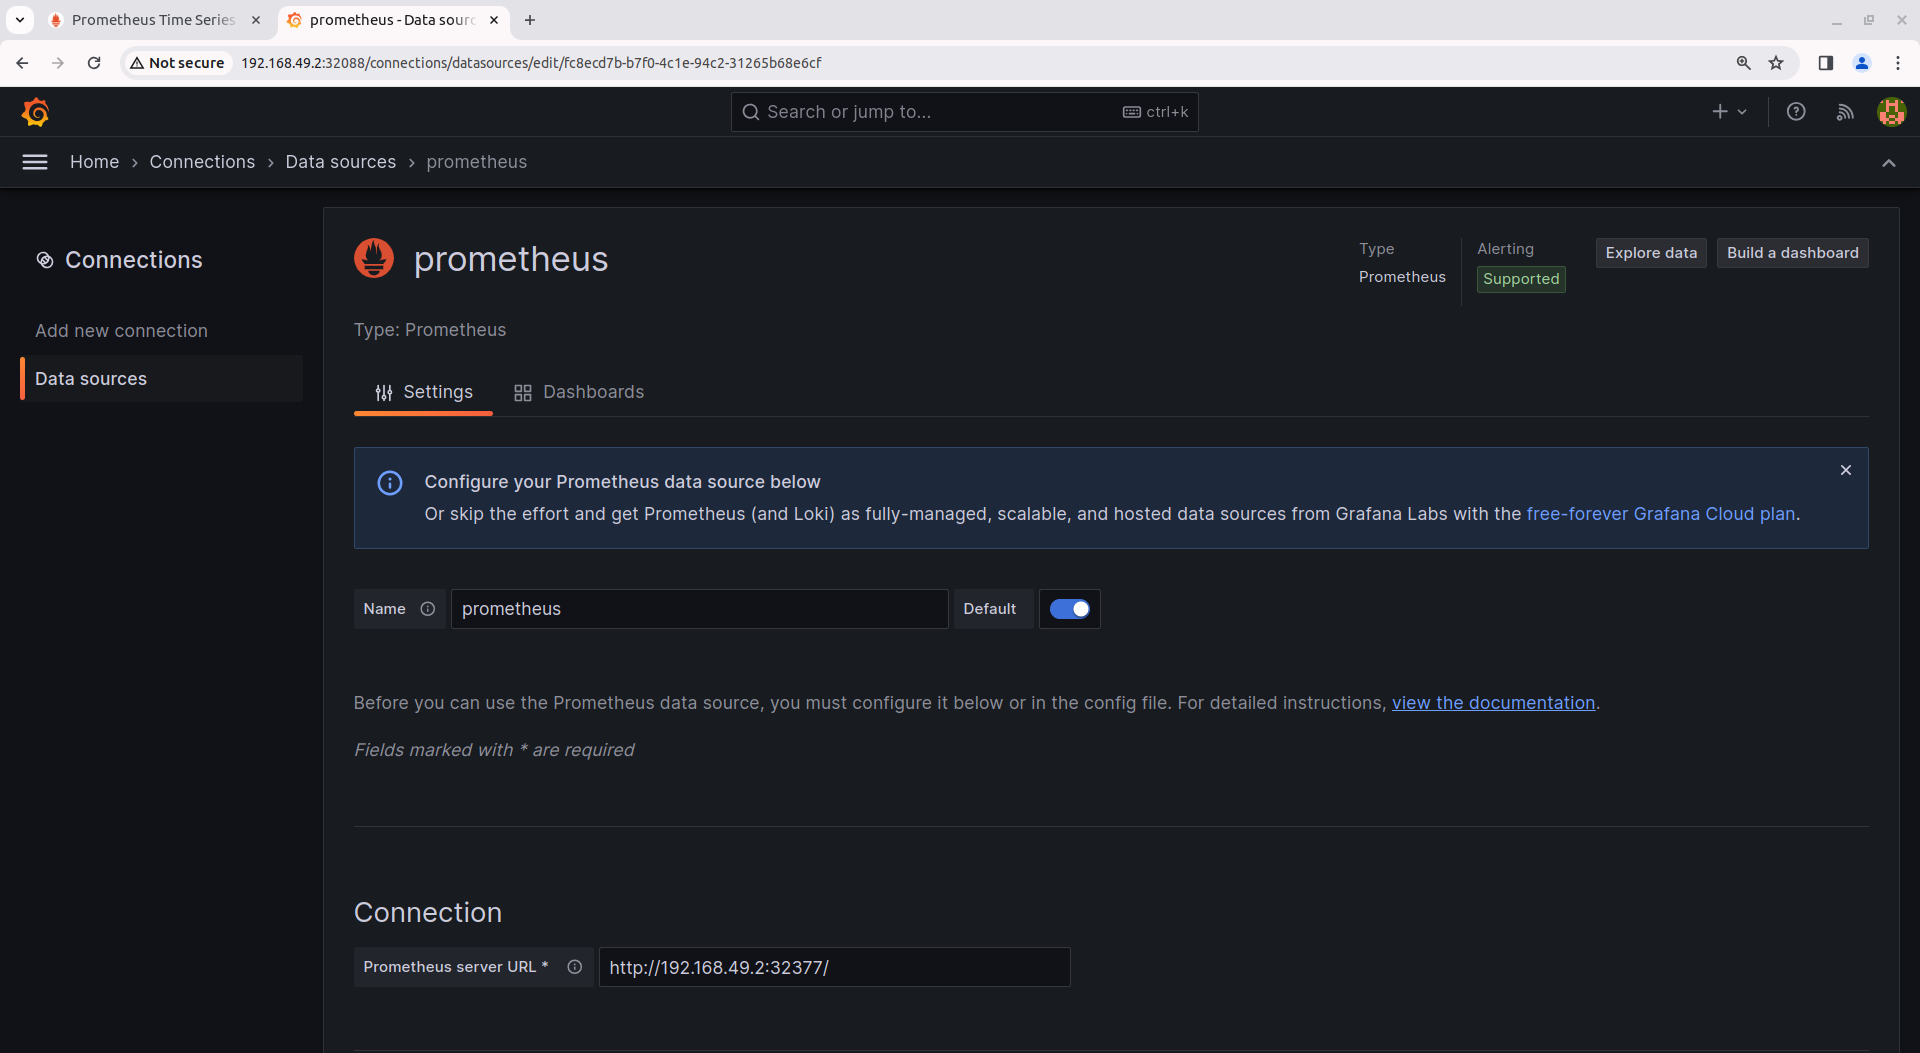 Prometheus Time Series
prometheus - Data sourc
Not secure
192.168.49.2:32088/connections/datasources/edit/fc8ecd7b-b7f0-4c1e-94c2-31265b68e6cf
Search or jump to...
ctrl+k
Home › Connections › Data sources › prometheus
Connections
Add new connection
Data sources
prometheus
Type
Prometheus
Alerting
Supported
Explore data
Build a dashboard
Type: Prometheus
Settings
Dashboards
Configure your Prometheus data source below
Or skip the effort and get Prometheus (and Loki) as fully-managed, scalable, and hosted data sources from Grafana Labs with the free-forever Grafana Cloud plan.
Name
prometheus
Default
Before you can use the Prometheus data source, you must configure it below or in the config file. For detailed instructions, view the documentation.
Fields marked with * are required
Connection
Prometheus server URL *
http://192.168.49.2:32377/